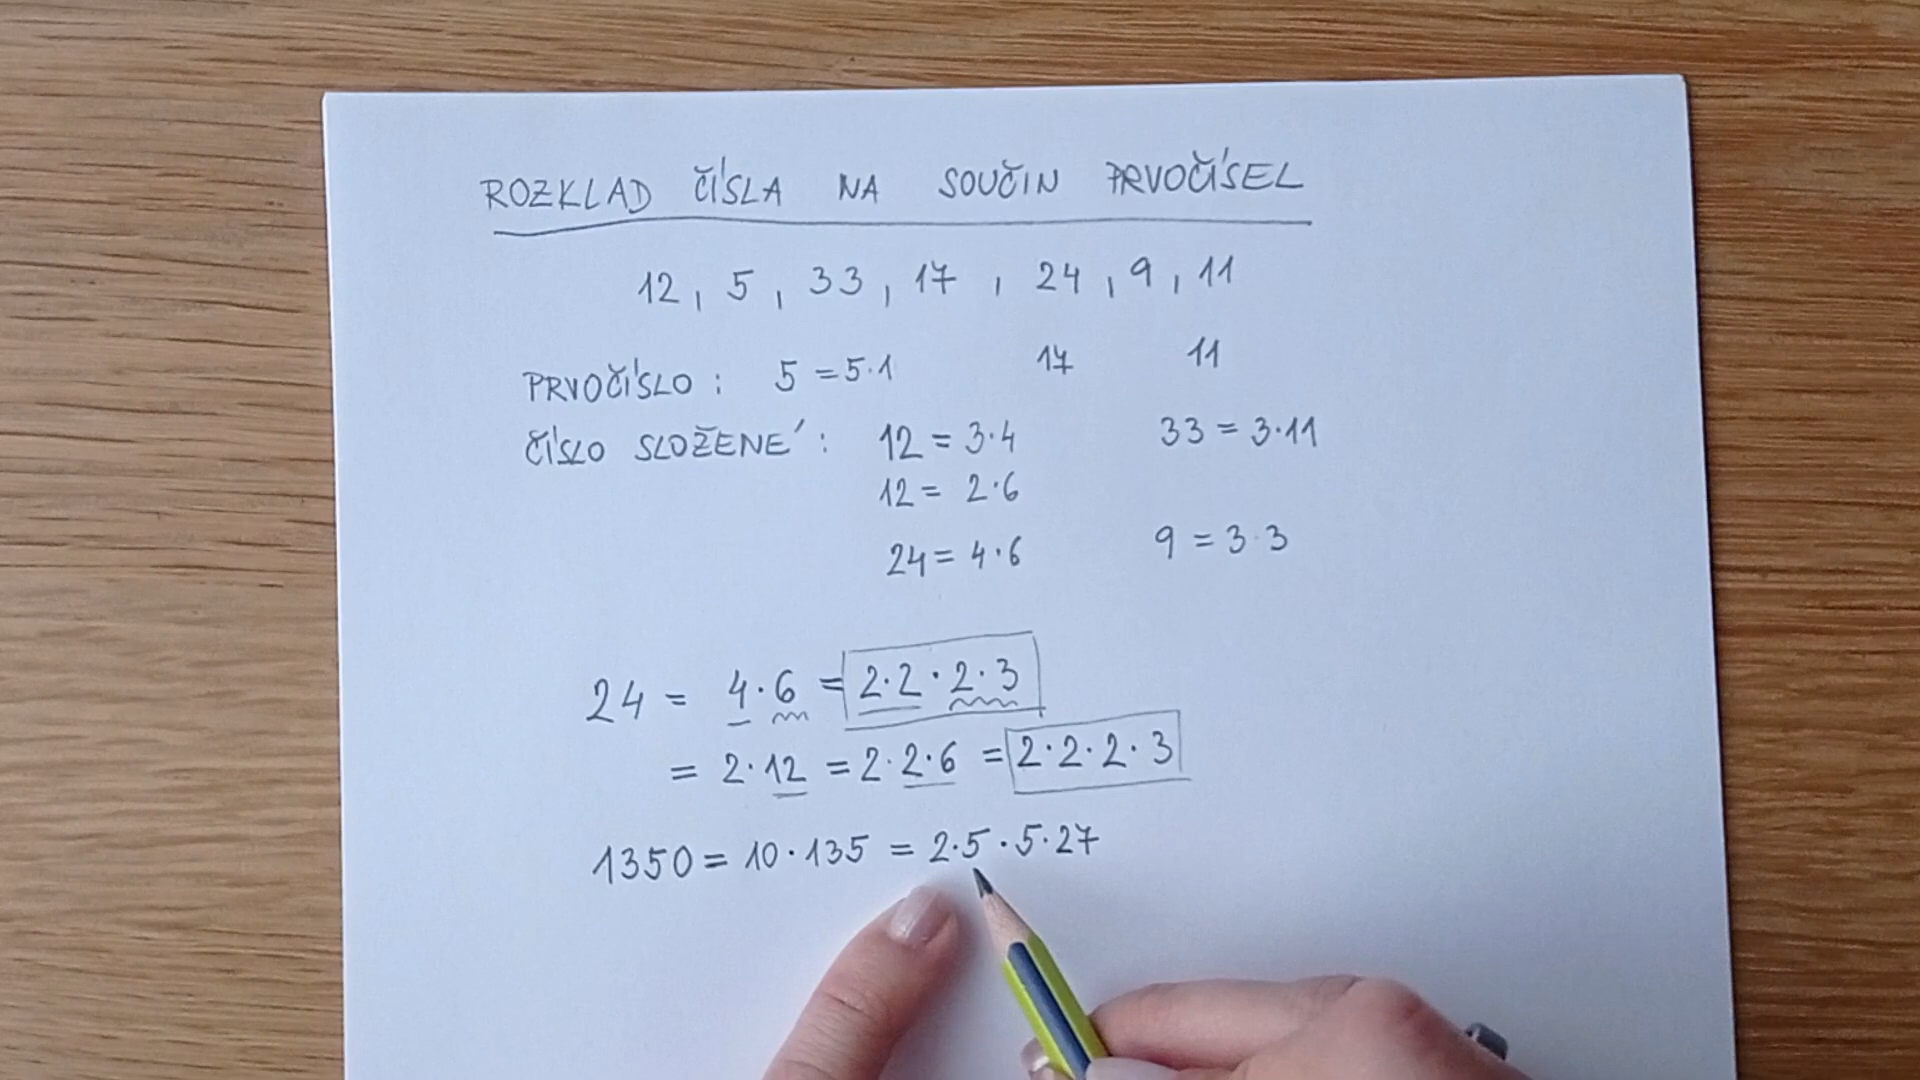 ROZKLAD ČÍSLA NA SOUČIN PRVOČÍSEL
12, 5, 33, 17, 24, 9, 11
PRVOČÍSLO : 5 = 5·1 17 11
ČÍSLO SLOŽENÉ : 12 = 3·4 33 = 3·11
12 = 2·6
24 = 4·6 9 = 3·3
24 = 4·6 = 2·2·2·3
= 2·12 = 2·2·6 = 2·2·2·3
1350 = 10·135 = 2·5·5·27